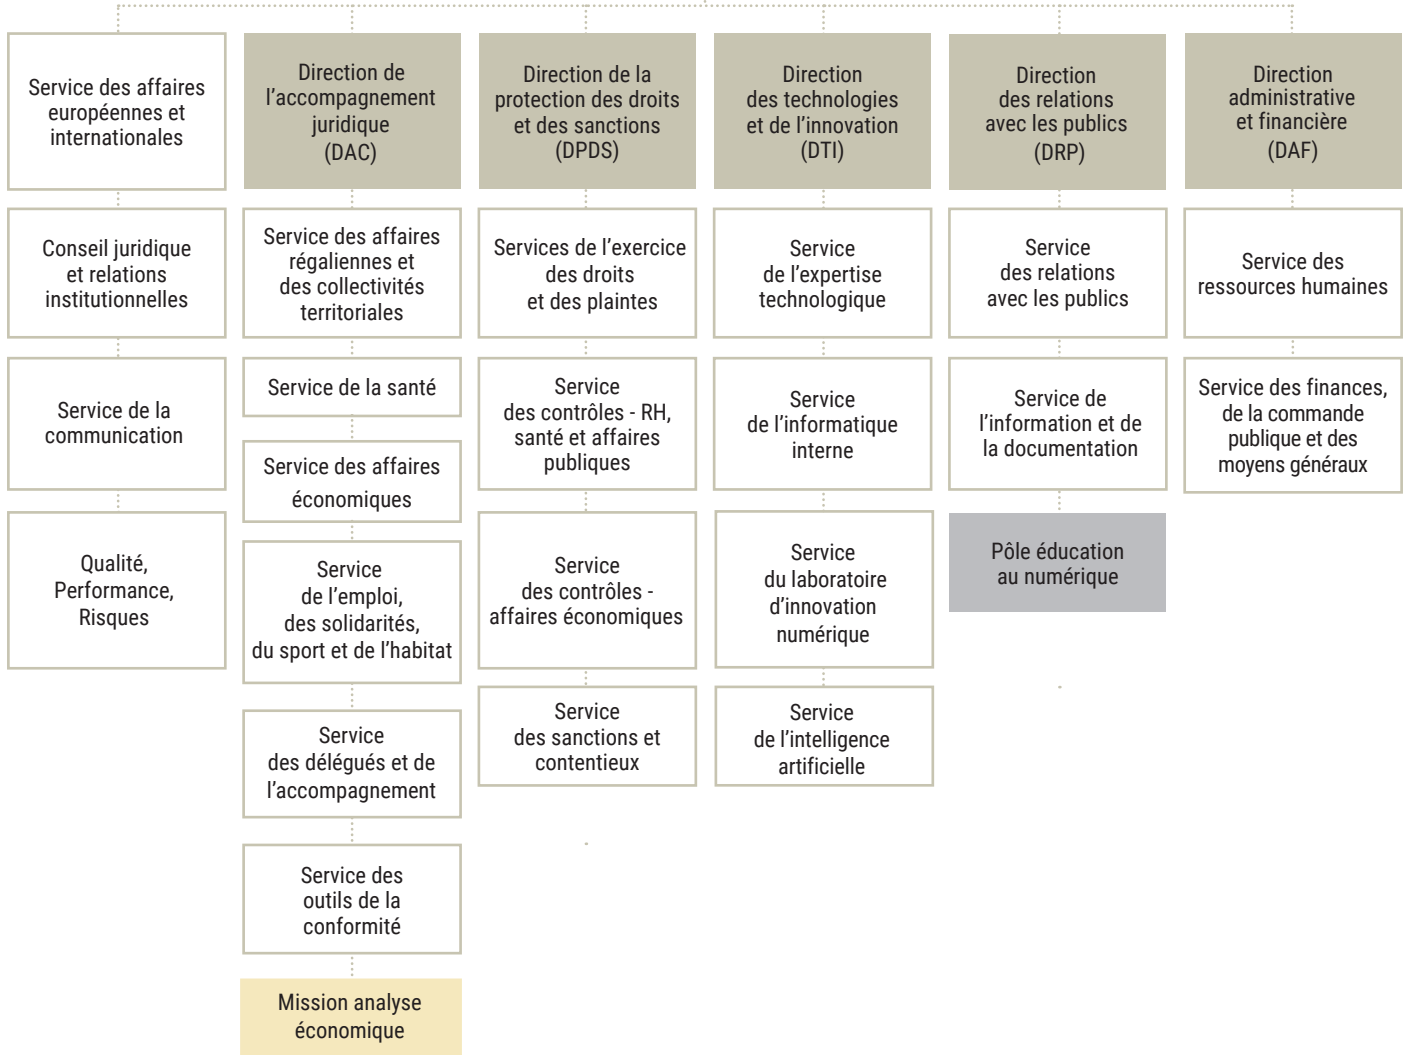 Service des affaires
européennes et
internationales
Conseil juridique
et relations
institutionnelles
Service de la
communication
Qualité,
Performance,
Risques
Direction de
l'accompagnement
juridique
(DAC)
Service des affaires
régaliennes et
des collectivités
territoriales
Service de la santé
Service des affaires
économiques
Service
de l'emploi,
des solidarités,
du sport et de l'habitat
Service
des délégués et de
l'accompagnement
Service des
outils de la
conformité
Mission analyse
économique
Direction de la
protection des droits
et des sanctions
(DPDS)
Services de l'exercice
des droits
et des plaintes
Service
des contrôles - RH,
santé et affaires
publiques
Service
des contrôles -
affaires économiques
Service
des sanctions et
contentieux
Direction
des technologies
et de l'innovation
(DTI)
Service
de l'expertise
technologique
Service
de l'informatique
interne
Service
du laboratoire
d'innovation
numérique
Service
de l'intelligence
artificielle
Direction
des relations
avec les publics
(DRP)
Service
des relations
avec les publics
Service de
l'information et de
la documentation
Pôle éducation
au numérique
Direction
administrative
et financière
(DAF)
Service des
ressources humaines
Service des finances,
de la commande
publique et des
moyens généraux